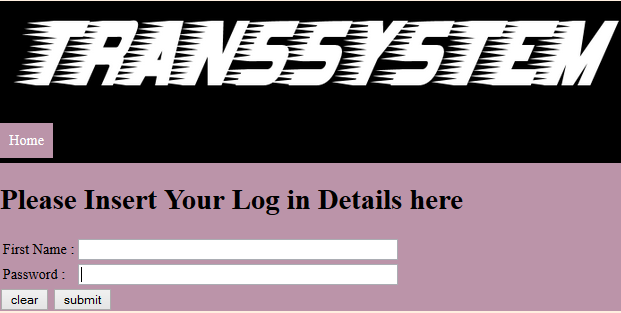 TRANSSYSTEM
Home
Please Insert Your Log in Details here
First Name :
Password :
clear submit